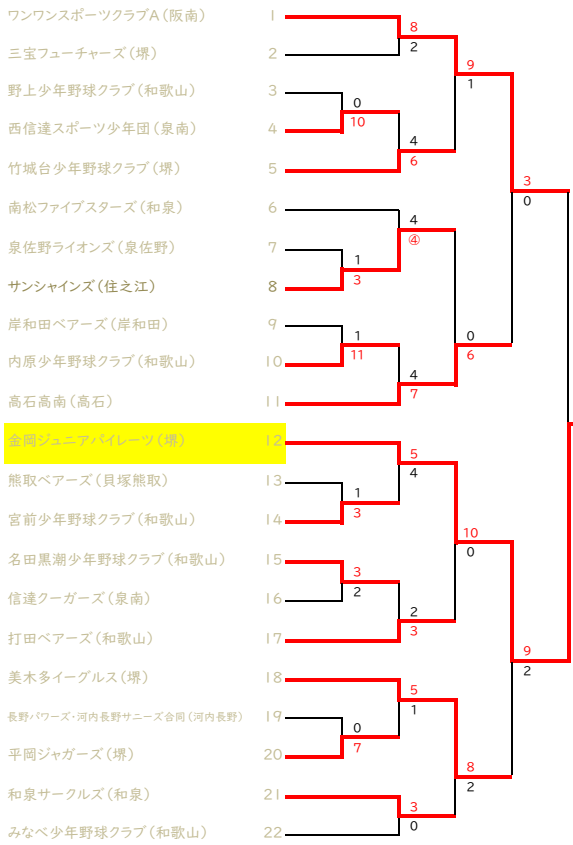 ワンワンスポーツクラブA(阪南) 1
三宝フューチャーズ(堺) 2
野上少年野球クラブ(和歌山) 3
西信達スポーツ少年団(泉南) 4
竹城台少年野球クラブ(堺) 5
南松ファイブスターズ(和泉) 6
泉佐野ライオンズ(泉佐野) 7
サンシャインズ(住之江) 8
岸和田ベアーズ(岸和田) 9
内原少年野球クラブ(和歌山) 10
高石高南(高石) 11
金岡ジュニアパイレーツ(堺) 12
熊取ベアーズ(貝塚熊取) 13
宮前少年野球クラブ(和歌山) 14
名田黒潮少年野球クラブ(和歌山) 15
信達クーガーズ(泉南) 16
打田ベアーズ(和歌山) 17
美木多イーグルス(堺) 18
長野パワーズ・河内長野サニーズ合同(河内長野) 19
平岡ジャガーズ(堺) 20
和泉サークルズ(和泉) 21
みなべ少年野球クラブ(和歌山) 22
0
10
1
3
1
11
1
3
3
2
0
7
8
2
4
6
4
④
4
7
5
4
2
3
5
1
3
0
9
1
0
6
10
0
8
2
3
0
9
2